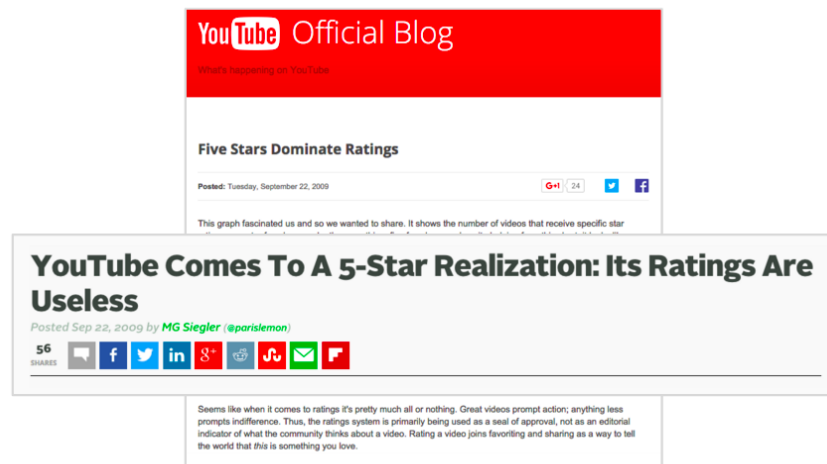 YouTube Official Blog
What's happening on YouTube
Five Stars Dominate Ratings
Posted: Tuesday, September 22, 2009
G+1 24
This graph fascinated us and so we wanted to share. It shows the number of videos that receive specific star
YouTube Comes To A 5-Star Realization: Its Ratings Are
Useless
Posted Sep 22, 2009 by MG Siegler (@parislemon)
56
SHARES
Seems like when it comes to ratings it's pretty much all or nothing. Great videos prompt action; anything less
prompts indifference. Thus, the ratings system is primarily being used as a seal of approval, not as an editorial
indicator of what the community thinks about a video. Rating a video joins favoriting and sharing as a way to tell
the world that this is something you love.